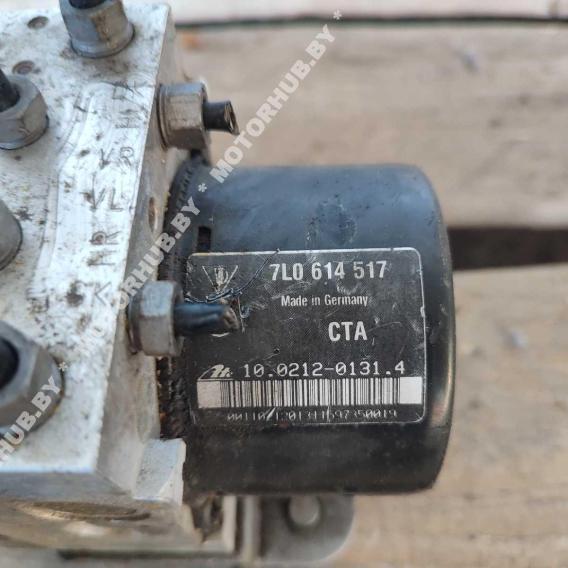 7L0 614 517
Made in Germany
CTA
10.0212-0131.4
* MOTORHUB.BY * MOTORHUB.BY *